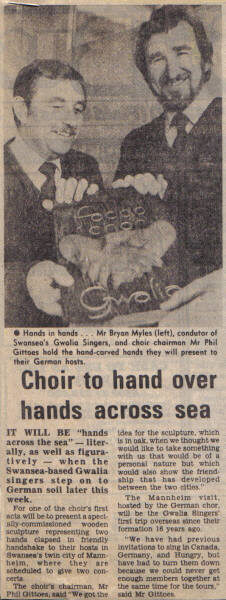 Gwalia
● Hands in hands . . . Mr Bryan Myles (left), condutor of
Swansea's Gwolia Singers, and choir chairman Mr Phil
Gittoes hold the hand-carved hands they will present to
their German hosts.
Choir to hand over
hands across sea
IT WILL BE "hands
across the sea" — liter-
ally, as well as figura-
tively — when the
Swansea-based Gwalia
singers step on to
German soil later this
week.
For one of the choir's first
acts will be to present a speci-
ally-commissioned wooden
sculpture representing two
hands clasped in friendly
handshake to their hosts in
Swansea's twin city of Mann-
heim, where they are
scheduled to give two con-
certs.
The choir's chairman, Mr
Phil Gittoes, said "We got the
idea for the sculpture, which
is in oak, when we thought we
would like to take something
with us that would be of a
personal nature but which
would also show the
friendship that has developed
between the two cities."
The Mannheim visit,
hosted by the German choir,
will be the Gwalia Singers'
first trip overseas since their
formation 16 years ago.
"We have had previous
invitations to sing in Canada,
Germany, and Hungry, but
have had to turn them down
because we could never get
enough members together at
the same time for the tours,"
said Mr Gittoes.